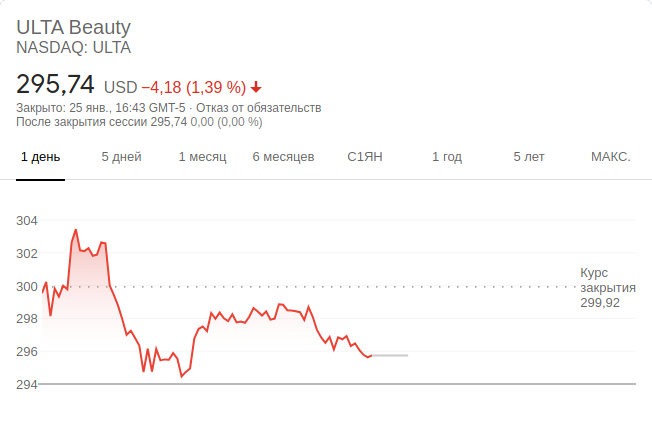 ULTA Beauty
NASDAQ: ULTA
295,74 USD −4,18 (1,39 %)
Закрыто: 25 янв., 16:43 GMT-5 · Отказ от обязательств
После закрытия сессии 295,74 0,00 (0,00 %)
1 день 5 дней 1 месяц 6 месяцев С1ЯН 1 год 5 лет МАКС.
304
302
300
298
296
294
Курс
закрытия
299,92